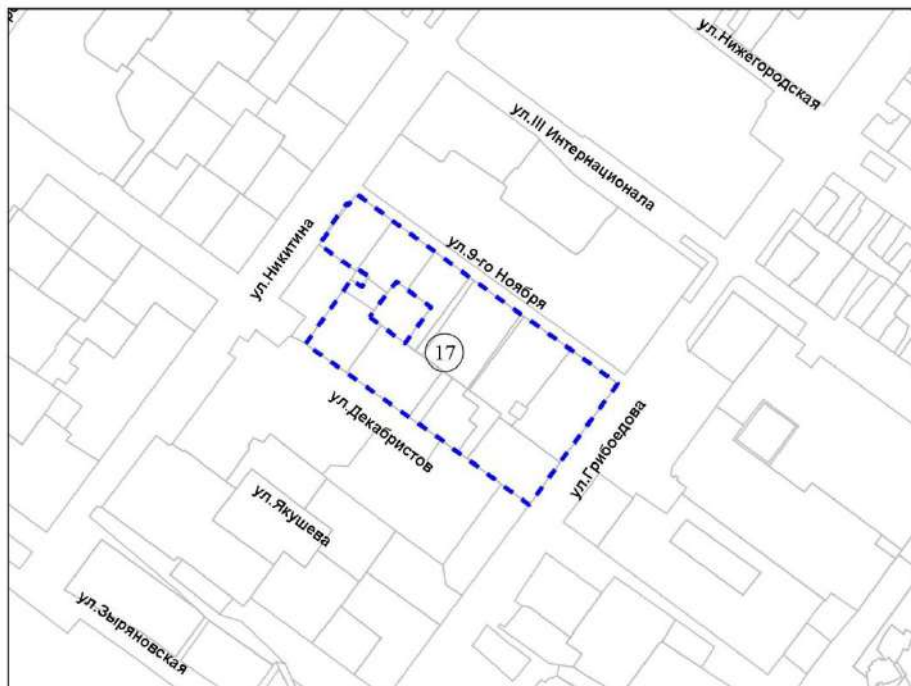 ул.Нижегородская
ул.III Интернационала
ул.Никитина
ул.9-го Ноября
17
ул.Декабристов
ул.Грибоедова
ул.Якушева
ул.Зыряновская